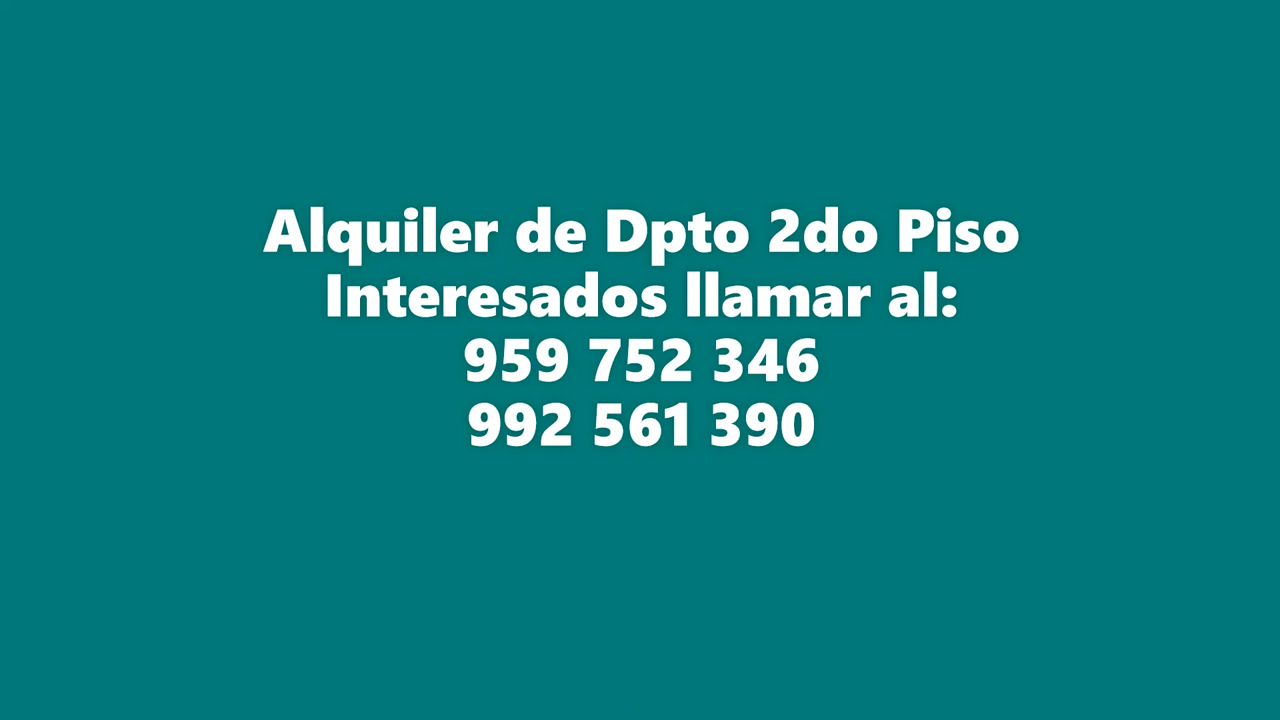 Alquiler de Dpto 2do Piso
Interesados llamar al:
959 752 346
992 561 390